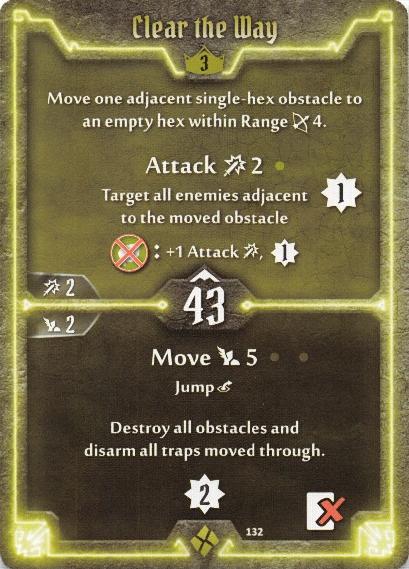 Clear the Way
3
Move one adjacent single-hex obstacle to
an empty hex within Range 4.
Attack 2
Target all enemies adjacent
to the moved obstacle
1
: +1 Attack , 1
2
43
2
Move 5
Jump
Destroy all obstacles and
disarm all traps moved through.
2
132